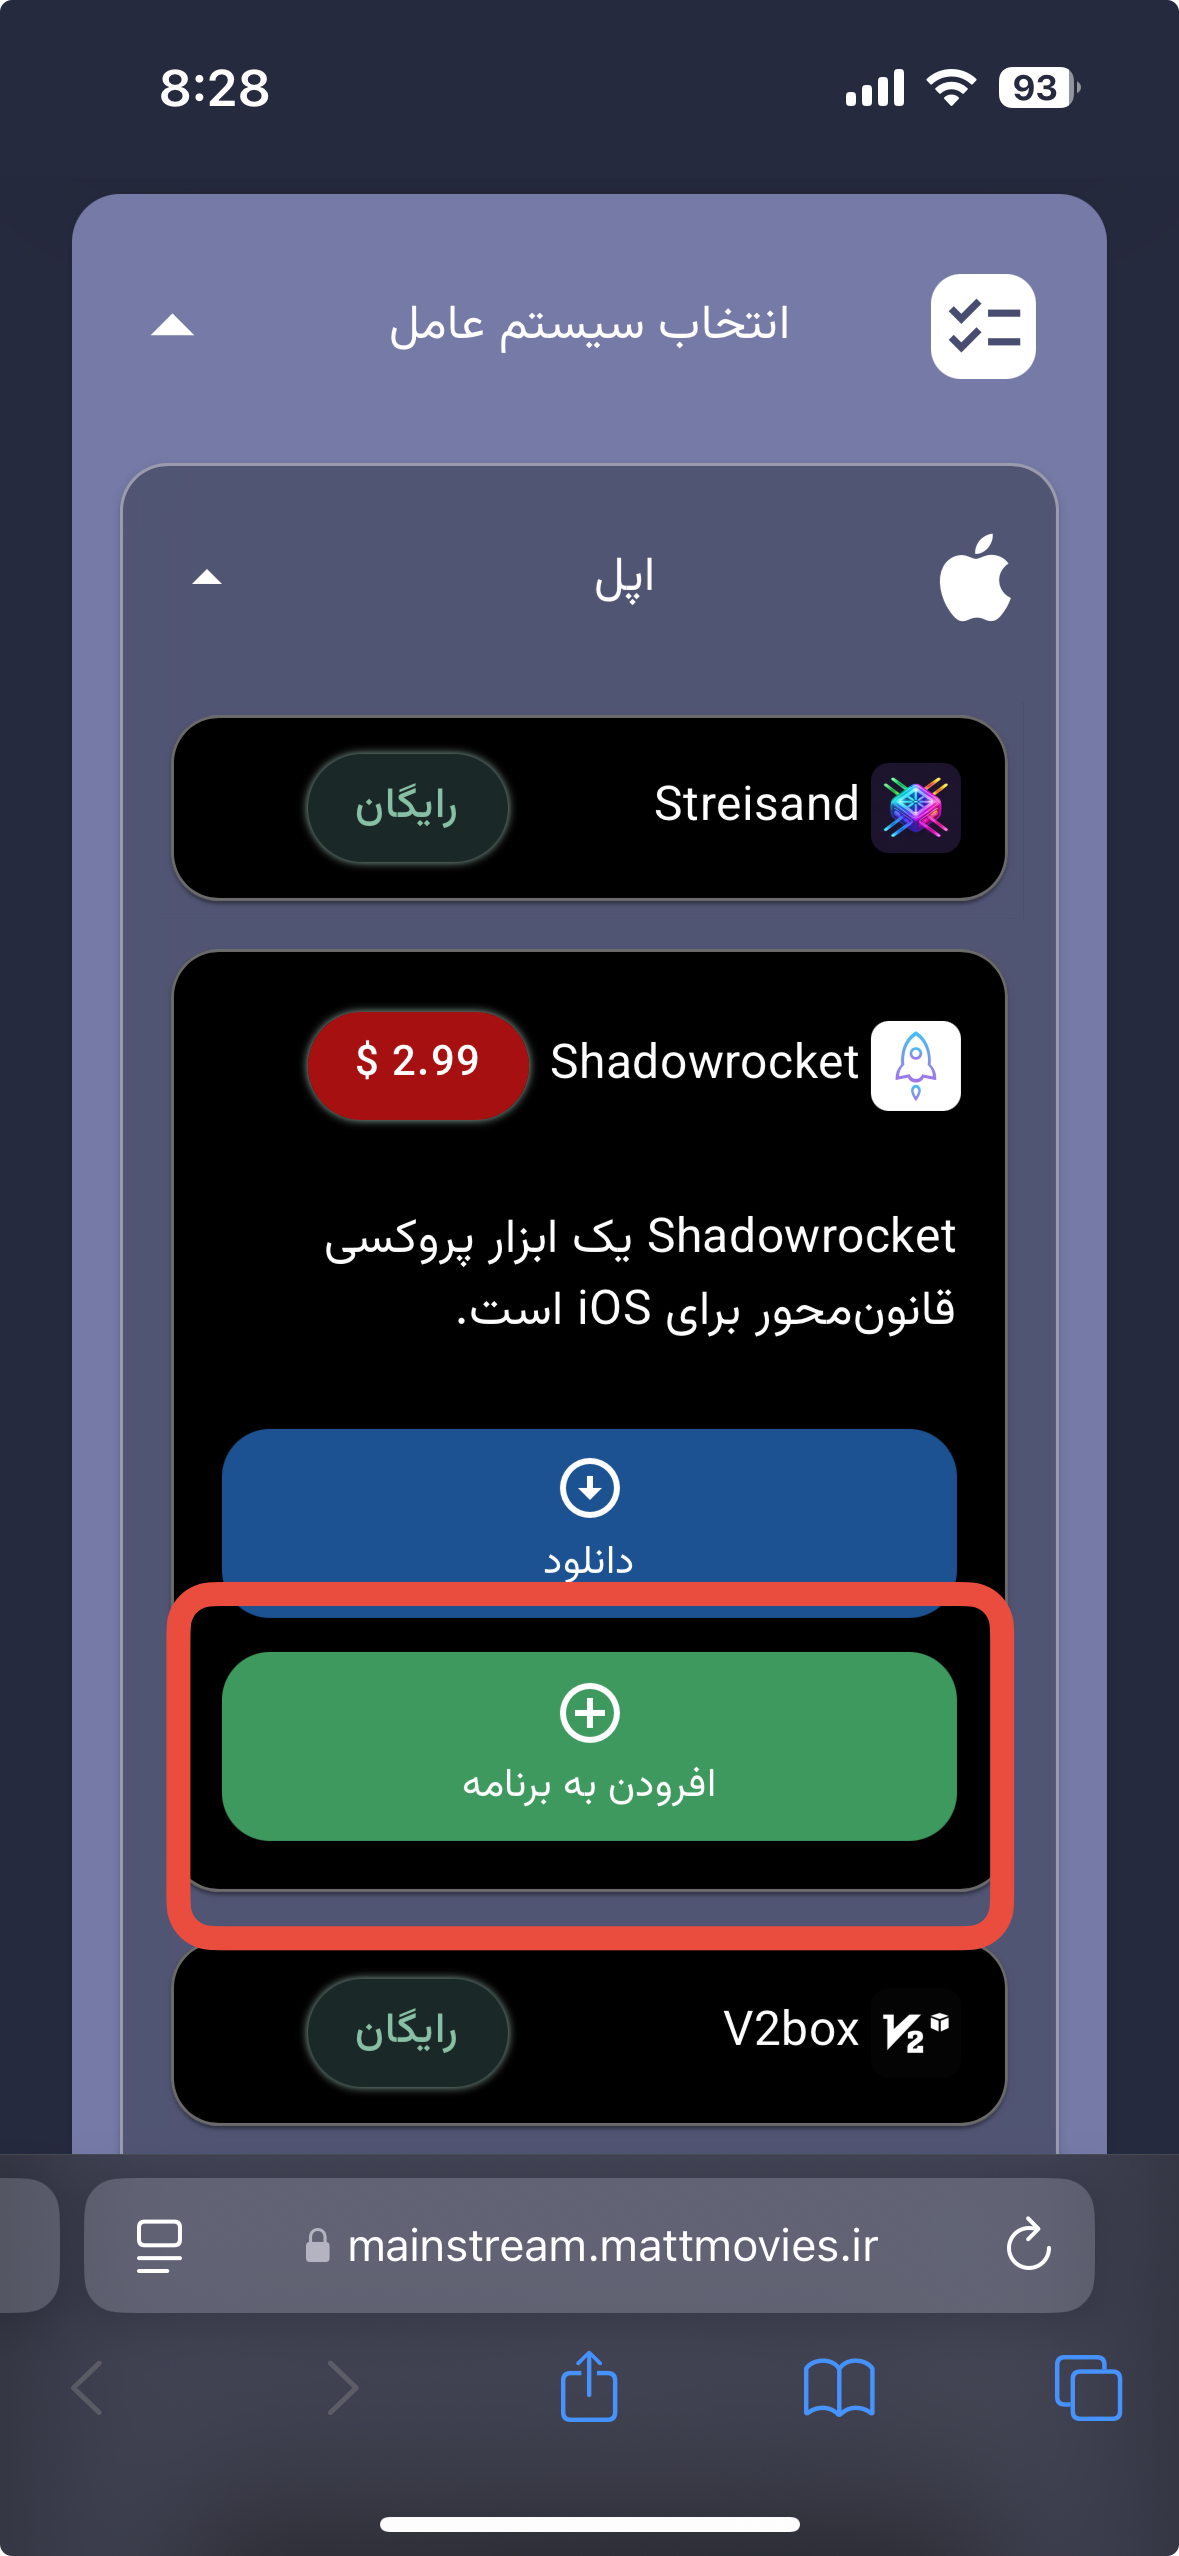 8:28
93
انتخاب سیستم عامل
اپل
Streisand
رایگان
Shadowrocket
$ 2.99
Shadowrocket یک ابزار پروکسی
قانون‌محور برای iOS است.
دانلود
افرودن به برنامه
V2box
رایگان
mainstream.mattmovies.ir